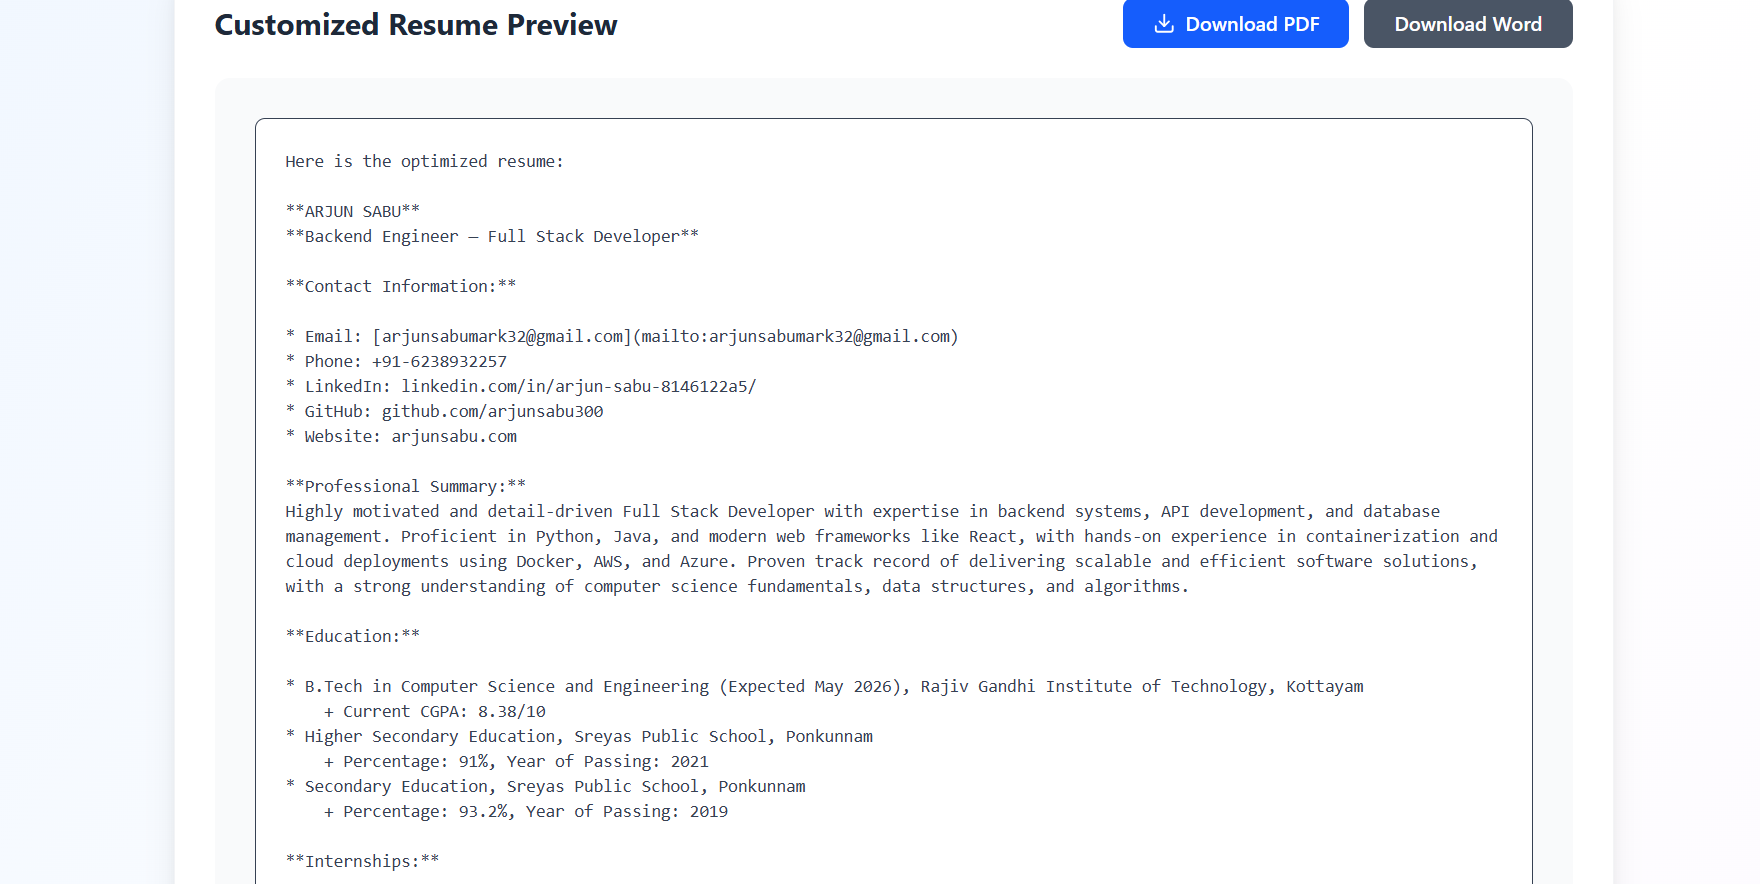 Customized Resume Preview
Download PDF
Download Word
Here is the optimized resume:
**ARJUN SABU**
**Backend Engineer – Full Stack Developer**
**Contact Information:**
* Email: [arjunsabumark32@gmail.com](mailto:arjunsabumark32@gmail.com)
* Phone: +91-6238932257
* LinkedIn: linkedin.com/in/arjun-sabu-8146122a5/
* GitHub: github.com/arjunsabu300
* Website: arjunsabu.com
**Professional Summary:**
Highly motivated and detail-driven Full Stack Developer with expertise in backend systems, API development, and database
management. Proficient in Python, Java, and modern web frameworks like React, with hands-on experience in containerization and
cloud deployments using Docker, AWS, and Azure. Proven track record of delivering scalable and efficient software solutions,
with a strong understanding of computer science fundamentals, data structures, and algorithms.
**Education:**
* B.Tech in Computer Science and Engineering (Expected May 2026), Rajiv Gandhi Institute of Technology, Kottayam
+ Current CGPA: 8.38/10
* Higher Secondary Education, Sreyas Public School, Ponkunnam
+ Percentage: 91%, Year of Passing: 2021
* Secondary Education, Sreyas Public School, Ponkunnam
+ Percentage: 93.2%, Year of Passing: 2019
**Internships:**